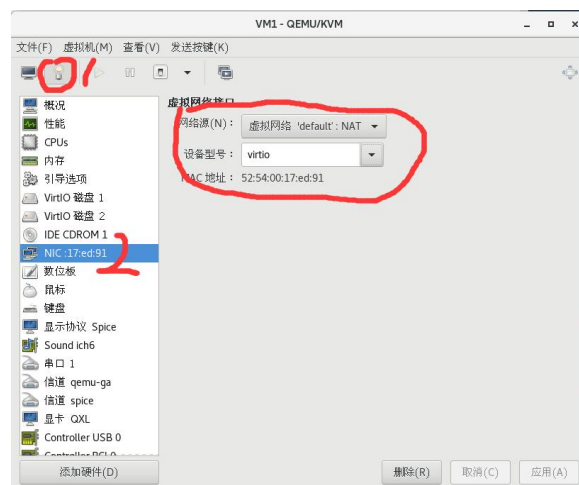 VM1 - QEMU/KVM
文件(F) 虚拟机(M) 查看(V) 发送按键(K)
1
概况
性能
CPUs
内存
引导选项
VirtIO 磁盘 1
VirtIO 磁盘 2
IDE CDROM 1
NIC :17:ed:91
2
数位板
鼠标
键盘
显示协议 Spice
Sound ich6
串口 1
信道 qemu-ga
信道 spice
显卡 QXL
Controller USB 0
Controller PCI 0
添加硬件(D)
虚拟网络接口
网络源(N)： 虚拟网络 'default' : NAT
设备型号： virtio
MAC 地址： 52:54:00:17:ed:91
删除(R) 取消(C) 应用(A)